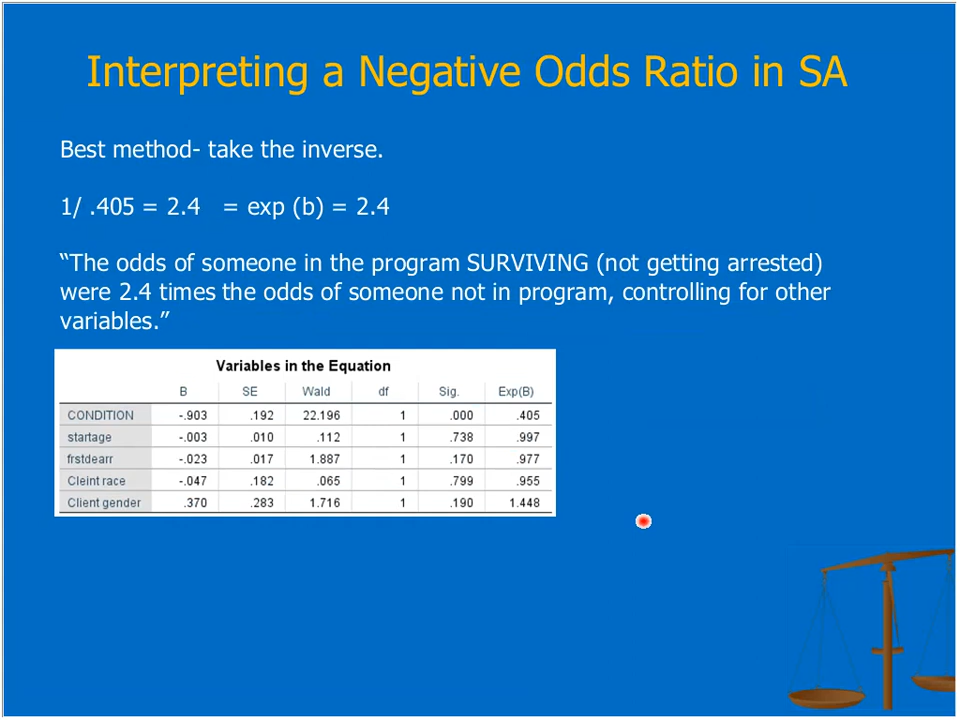 Interpreting a Negative Odds Ratio in SA
Best method- take the inverse.
1/ .405 = 2.4 = exp (b) = 2.4
“The odds of someone in the program SURVIVING (not getting arrested)
were 2.4 times the odds of someone not in program, controlling for other
variables.”
Variables in the Equation
B SE Wald df Sig. Exp(B)
CONDITION -.903 .192 22.196 1 .000 .405
startage -.003 .010 .112 1 .738 .997
frstdearr -.023 .017 1.887 1 .170 .977
Cleint race -.047 .182 .065 1 .799 .955
Client gender .370 .283 1.716 1 .190 1.448